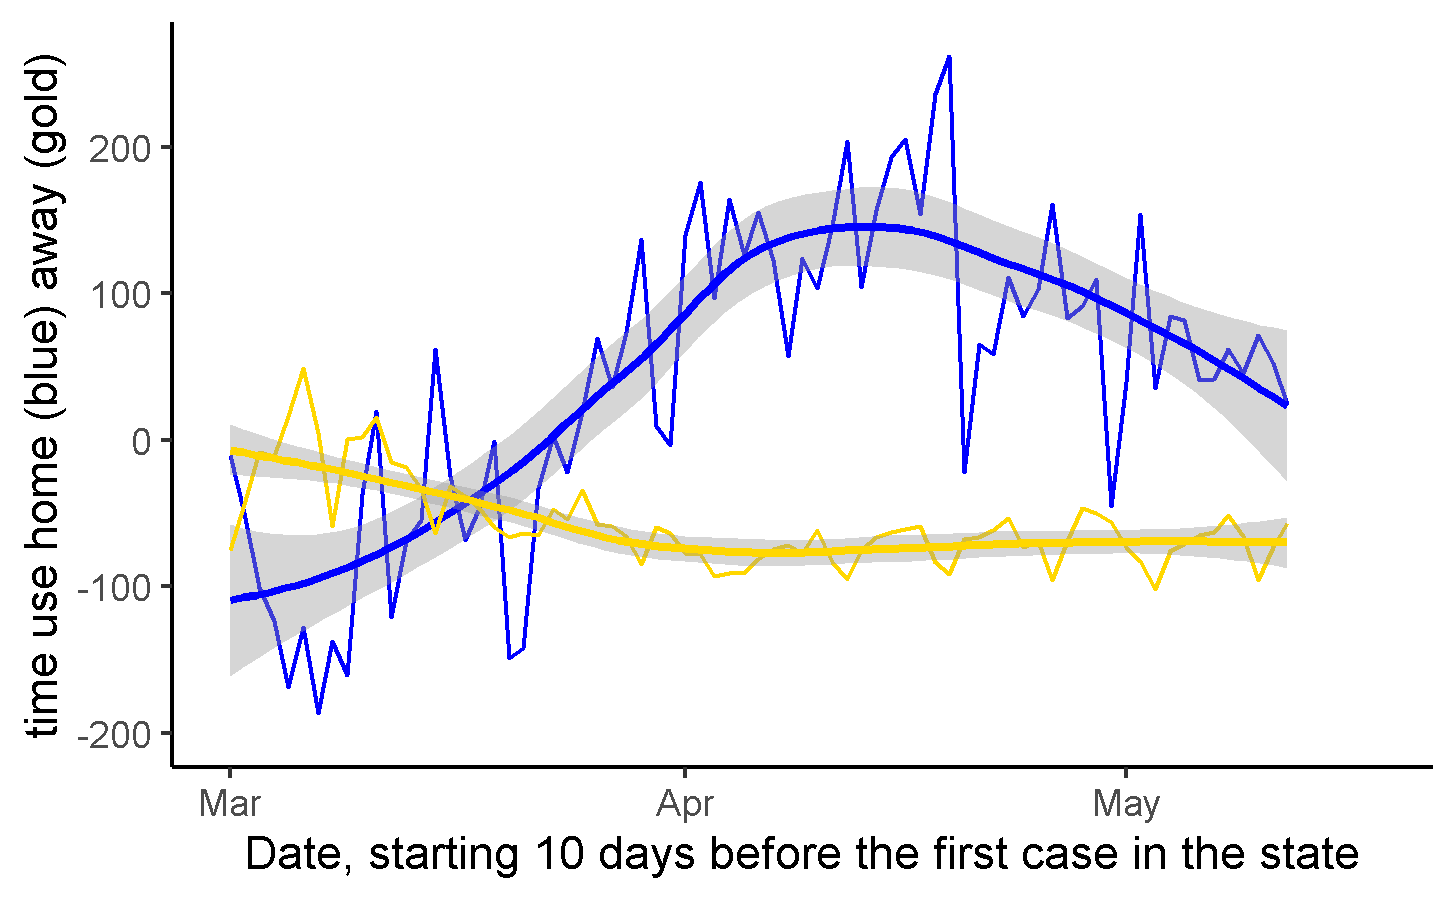 time use home (blue) away (gold)
200
100
0
-100
-200
Mar Apr May
Date, starting 10 days before the first case in the state